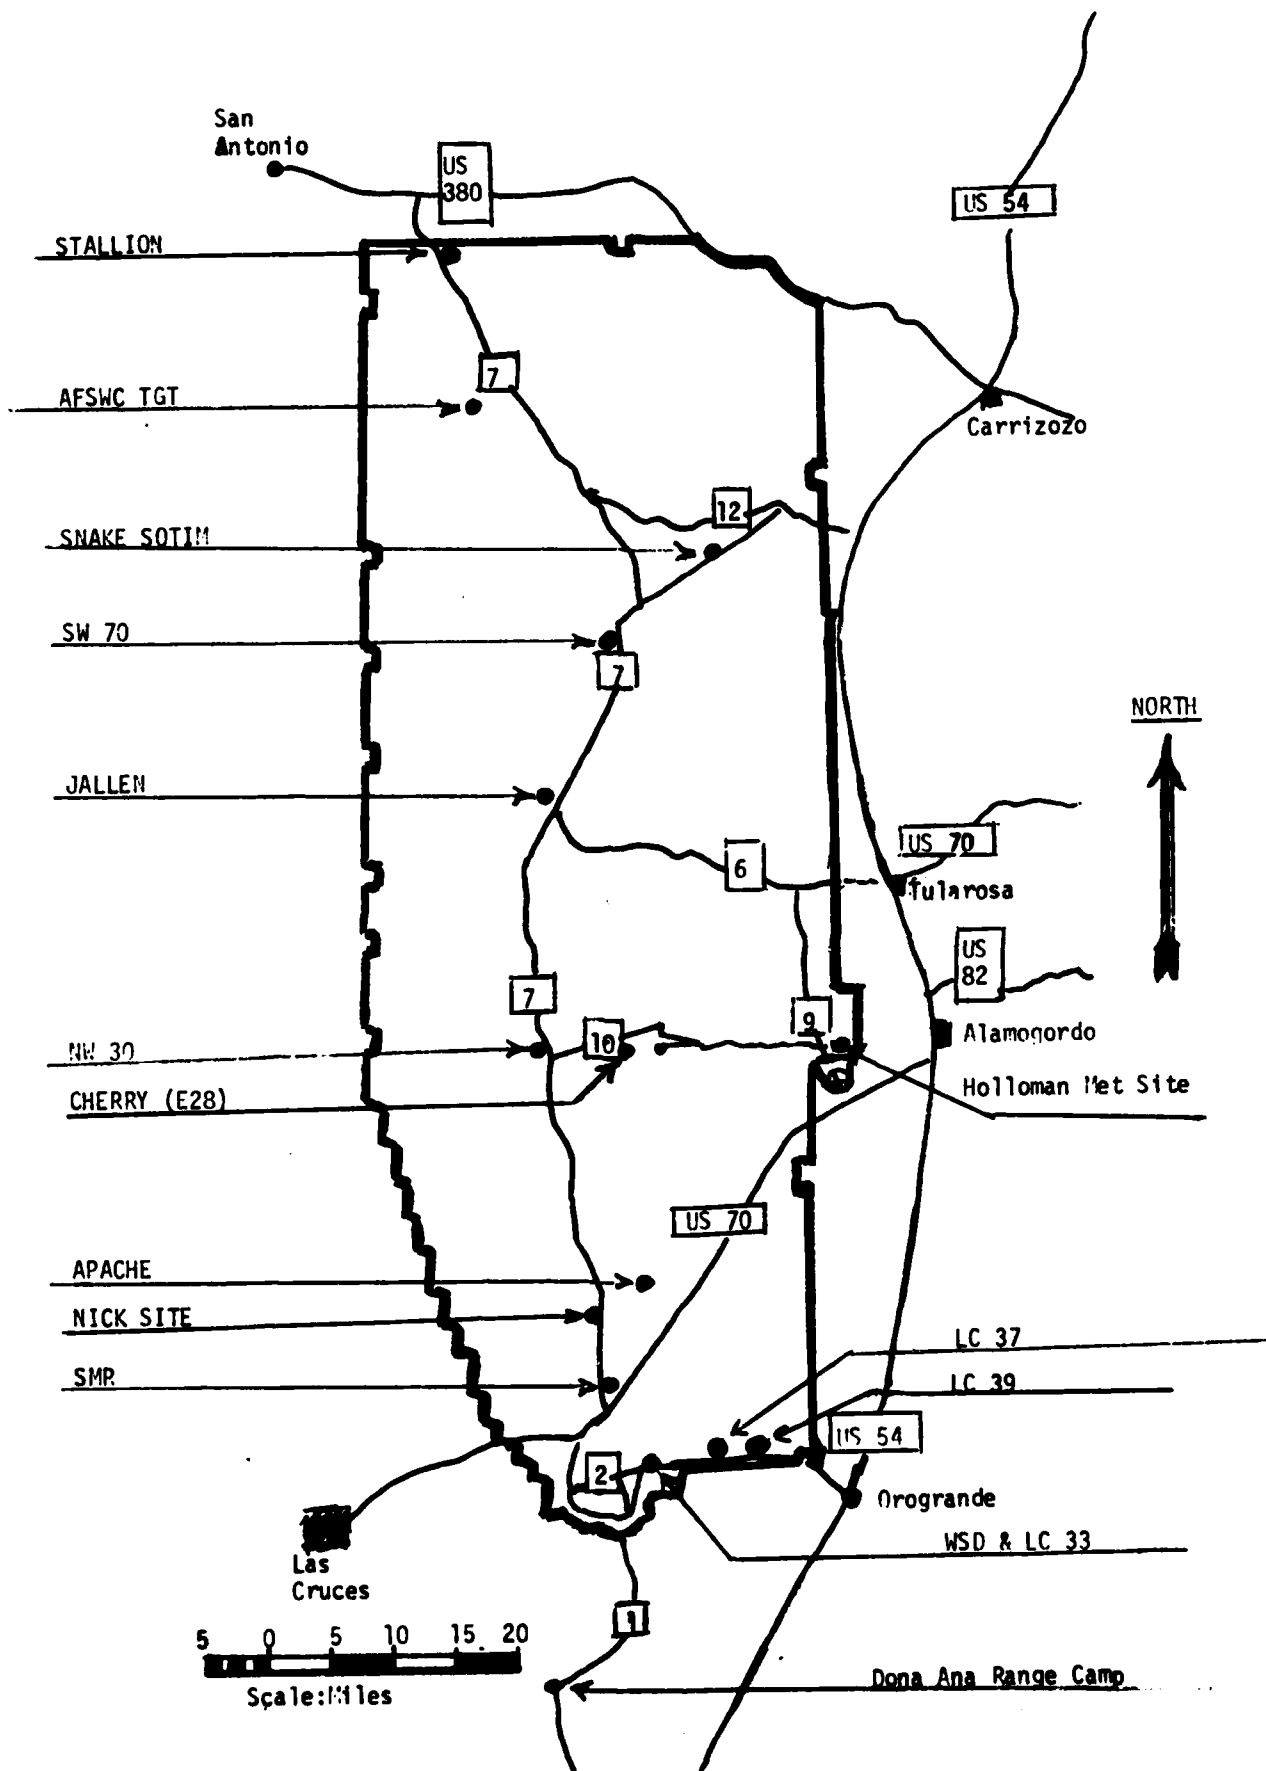 San
Antonio
US
380
US 54
STALLION
7
AFSWC TGT
Carrizozo
12
SNAKE SOTIM
SW 70
7
NORTH
JALLEN
US 70
6
Tularosa
US
82
7
9
Alamogordo
10
NW 30
Holloman Met Site
CHERRY (E28)
US 70
APACHE
NICK SITE
LC 37
SMR
LC 39
US 54
2
Orogrande
WSD & LC 33
Las
Cruces
1
5 0 5 10 15 20
Scale:Miles
Dona Ana Range Camp